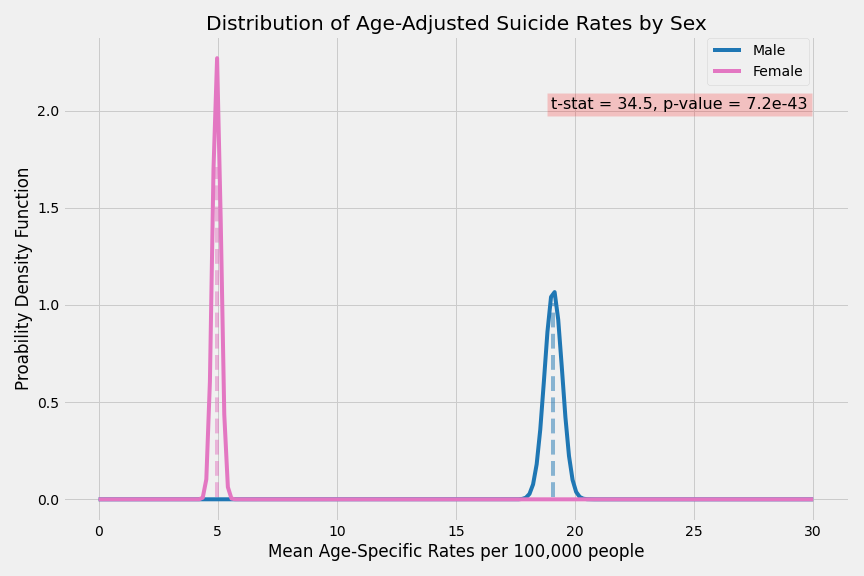 Distribution of Age-Adjusted Suicide Rates by Sex
Male
Female
t-stat = 34.5, p-value = 7.2e-43
Proability Density Function
2.0
1.5
1.0
0.5
0.0
0 5 10 15 20 25 30
Mean Age-Specific Rates per 100,000 people